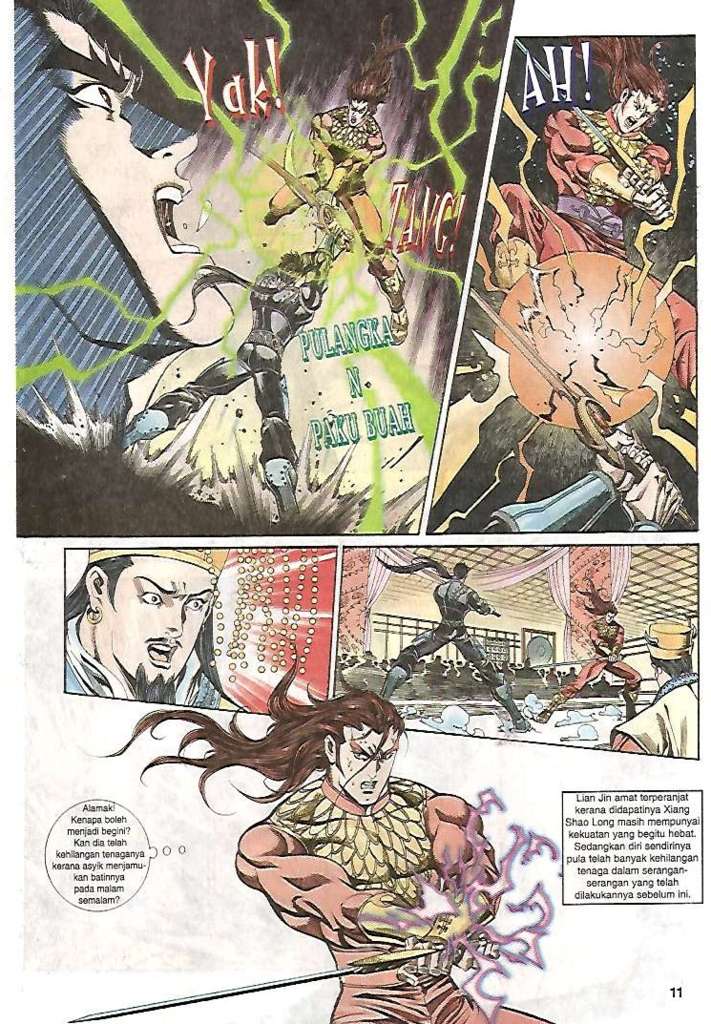 Yak!
TANG!
PULANGKA
N
PAKU BUAH
AH!
Alamak!
Kenapa boleh
menjadi begini?
Kan dia telah
kehilangan tenaganya
kerana asyik menjamu-
kan batinnya
pada malam
semalam?
Lian Jin amat terperanjat
kerana didapatinya Xiang
Shao Long masih mempunyai
kekuatan yang begitu hebat.
Sedangkan diri sendirinya
pula telah banyak kehilangan
tenaga dalam serangan-
serangan yang telah
dilakukannya sebelum ini.
11